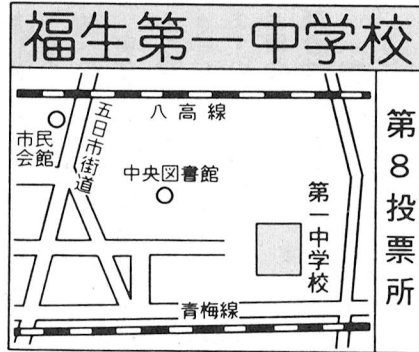 福生第一中学校
第8投票所
八高線
五日市街道
市民
会館
中央図書館
第一中学校
青梅線